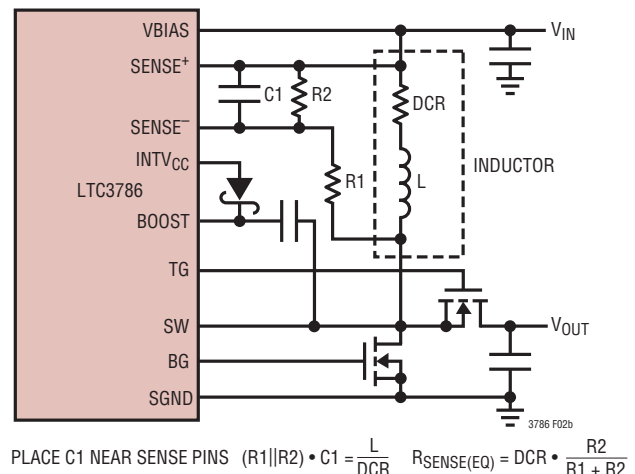 VBIAS
V_IN
SENSE⁺
C1
R2
DCR
SENSE⁻
INTV_CC
INDUCTOR
LTC3786
R1
L
BOOST
TG
SW
V_OUT
BG
SGND
3786 F02b
PLACE C1 NEAR SENSE PINS (R1||R2) • C1 = L/DCR R_SENSE(EQ) = DCR • R2/(R1 + R2)